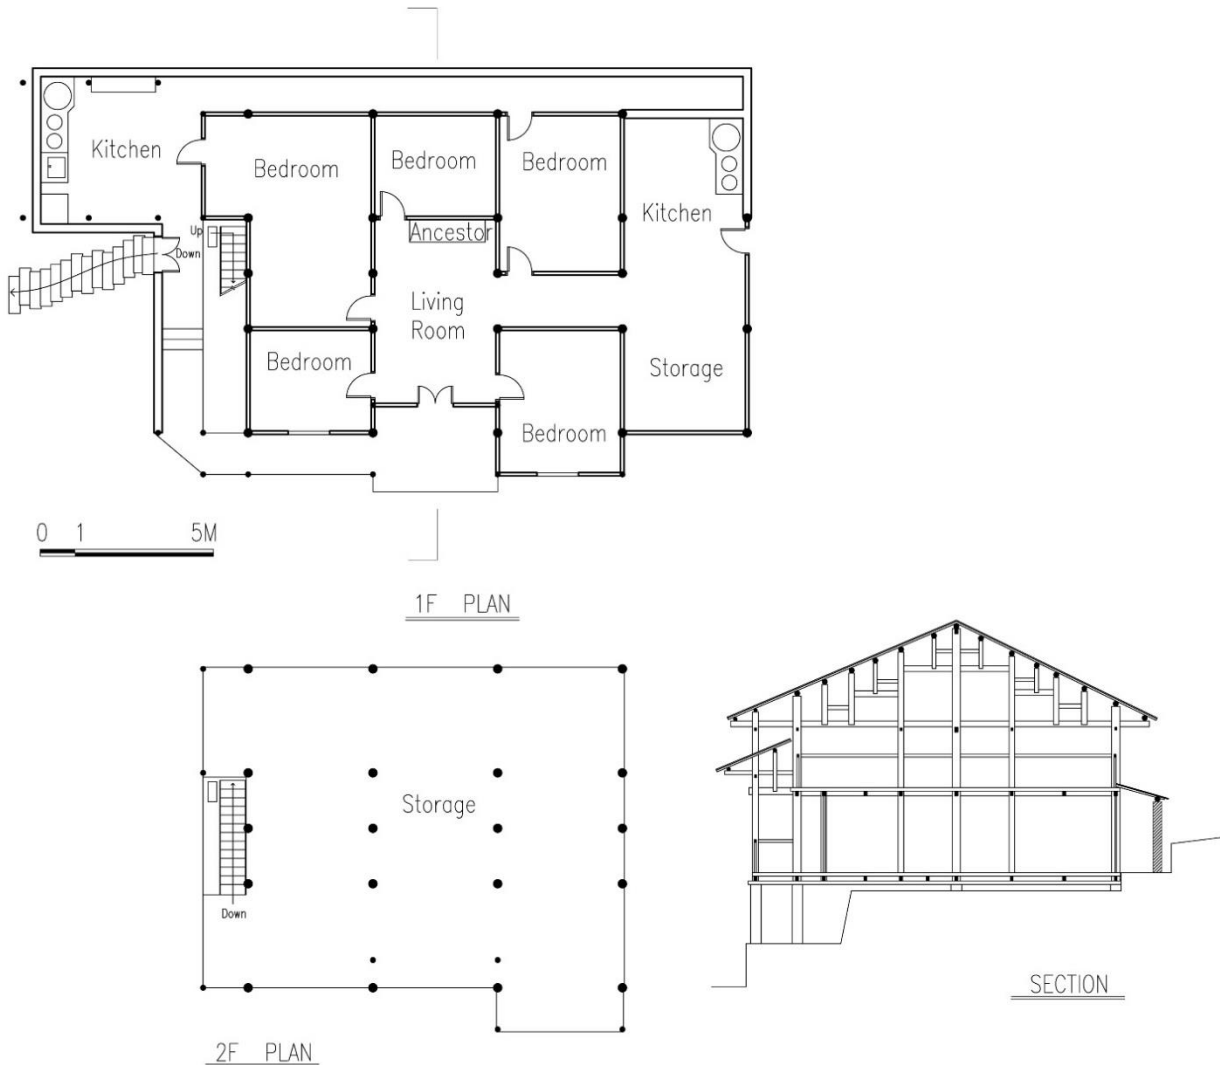 Kitchen
Bedroom
Bedroom
Bedroom
Kitchen
Up
Ancestor
Down
Living
Room
Bedroom
Storage
Bedroom
0 1 5M
1F PLAN
Storage
Down
SECTION
2F PLAN